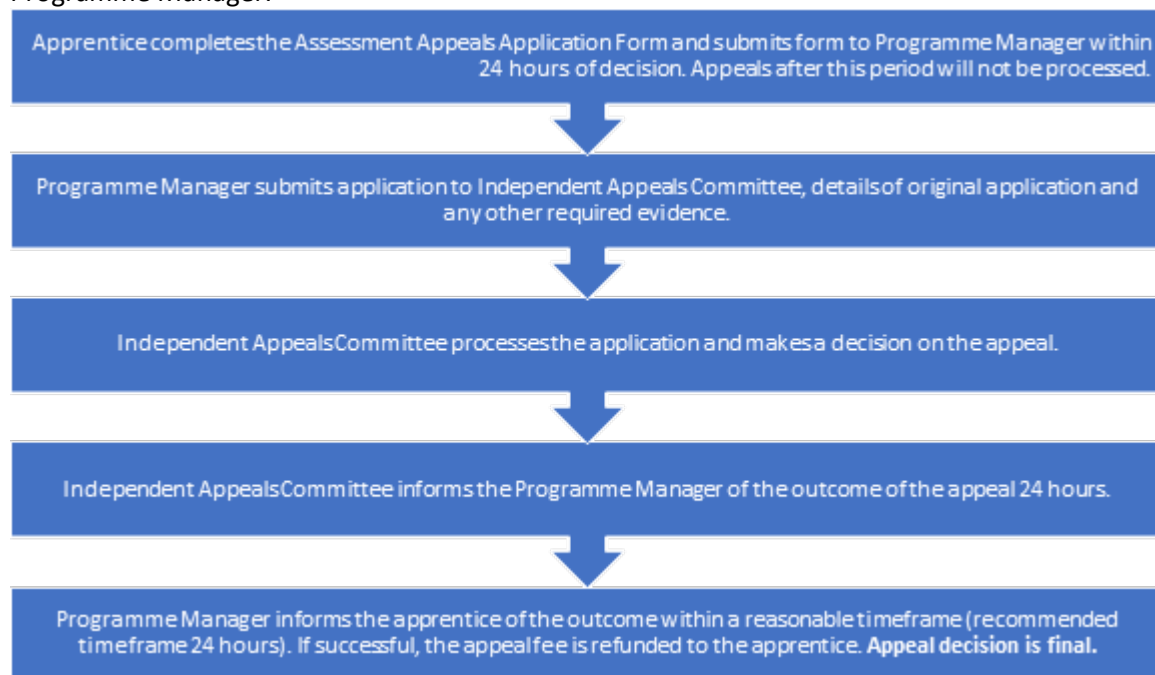 Programme Manager.
Apprentice completes the Assessment Appeals Application Form and submits form to Programme Manager within
24 hours of decision. Appeals after this period will not be processed.
Programme Manager submits application to Independent Appeals Committee, details of original application and
any other required evidence.
Independent Appeals Committee processes the application and makes a decision on the appeal.
Independent Appeals Committee informs the Programme Manager of the outcome of the appeal 24 hours.
Programme Manager informs the apprentice of the outcome within a reasonable timeframe (recommended
timeframe 24 hours). If successful, the appeal fee is refunded to the apprentice. Appeal decision is final.